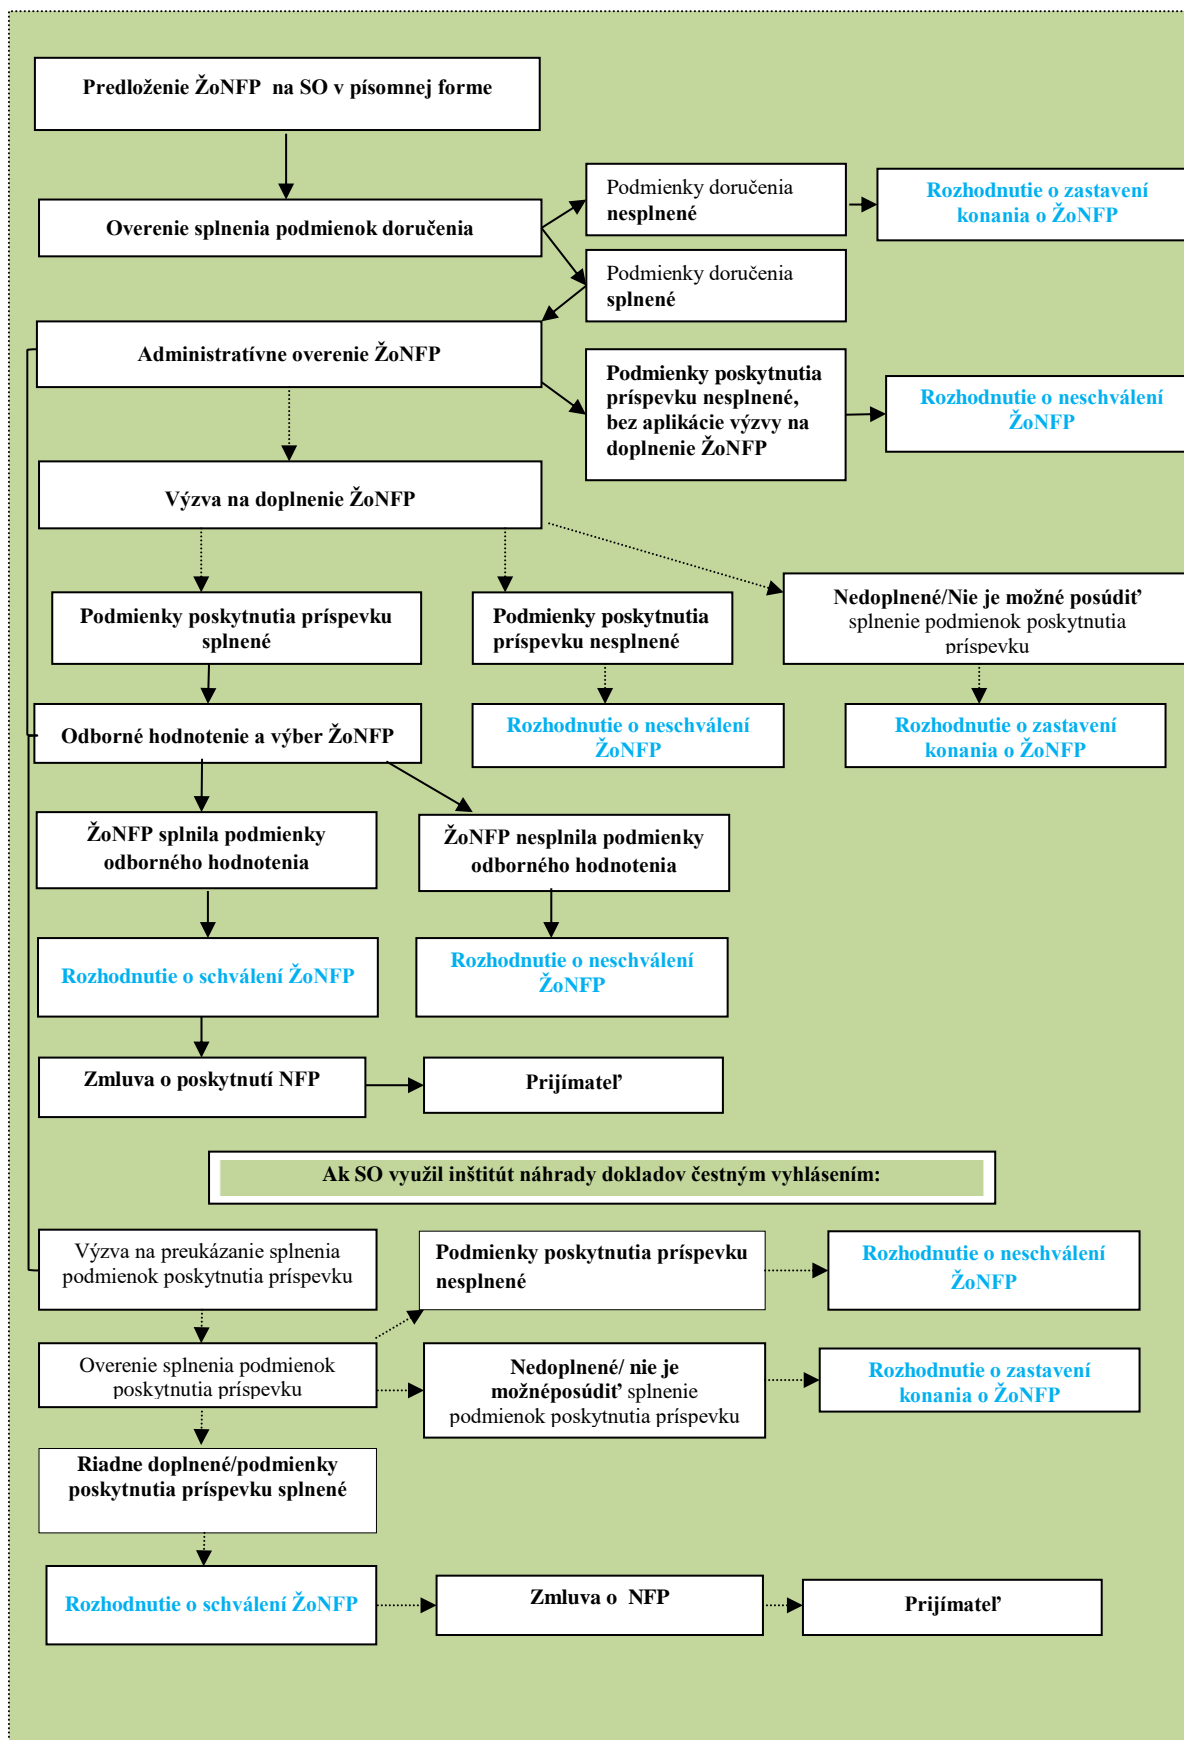 Predloženie ŽoNFP na SO v písomnej forme
Podmienky doručenia
nesplnené
Rozhodnutie o zastavení
konania o ŽoNFP
Overenie splnenia podmienok doručenia
Podmienky doručenia
splnené
Administratívne overenie ŽoNFP
Podmienky poskytnutia
príspevku nesplnené,
bez aplikácie výzvy na
doplnenie ŽoNFP
Rozhodnutie o neschválení
ŽoNFP
Výzva na doplnenie ŽoNFP
Podmienky poskytnutia príspevku
splnené
Podmienky poskytnutia
príspevku nesplnené
Nedoplnené/Nie je možné posúdiť
splnenie podmienok poskytnutia
príspevku
Odborné hodnotenie a výber ŽoNFP
Rozhodnutie o neschválení
ŽoNFP
Rozhodnutie o zastavení
konania o ŽoNFP
ŽoNFP splnila podmienky
odborného hodnotenia
ŽoNFP nesplnila podmienky
odborného hodnotenia
Rozhodnutie o schválení ŽoNFP
Rozhodnutie o neschválení
ŽoNFP
Zmluva o poskytnutí NFP
Prijímateľ
Ak SO využil inštitút náhrady dokladov čestným vyhlásením:
Výzva na preukázanie splnenia
podmienok poskytnutia príspevku
Podmienky poskytnutia príspevku
nesplnené
Rozhodnutie o neschválení
ŽoNFP
Overenie splnenia podmienok
poskytnutia príspevku
Nedoplnené/ nie je
možnéposúdiť splnenie
podmienok poskytnutia príspevku
Rozhodnutie o zastavení
konania o ŽoNFP
Riadne doplnené/podmienky
poskytnutia príspevku splnené
Rozhodnutie o schválení ŽoNFP
Zmluva o NFP
Prijímateľ